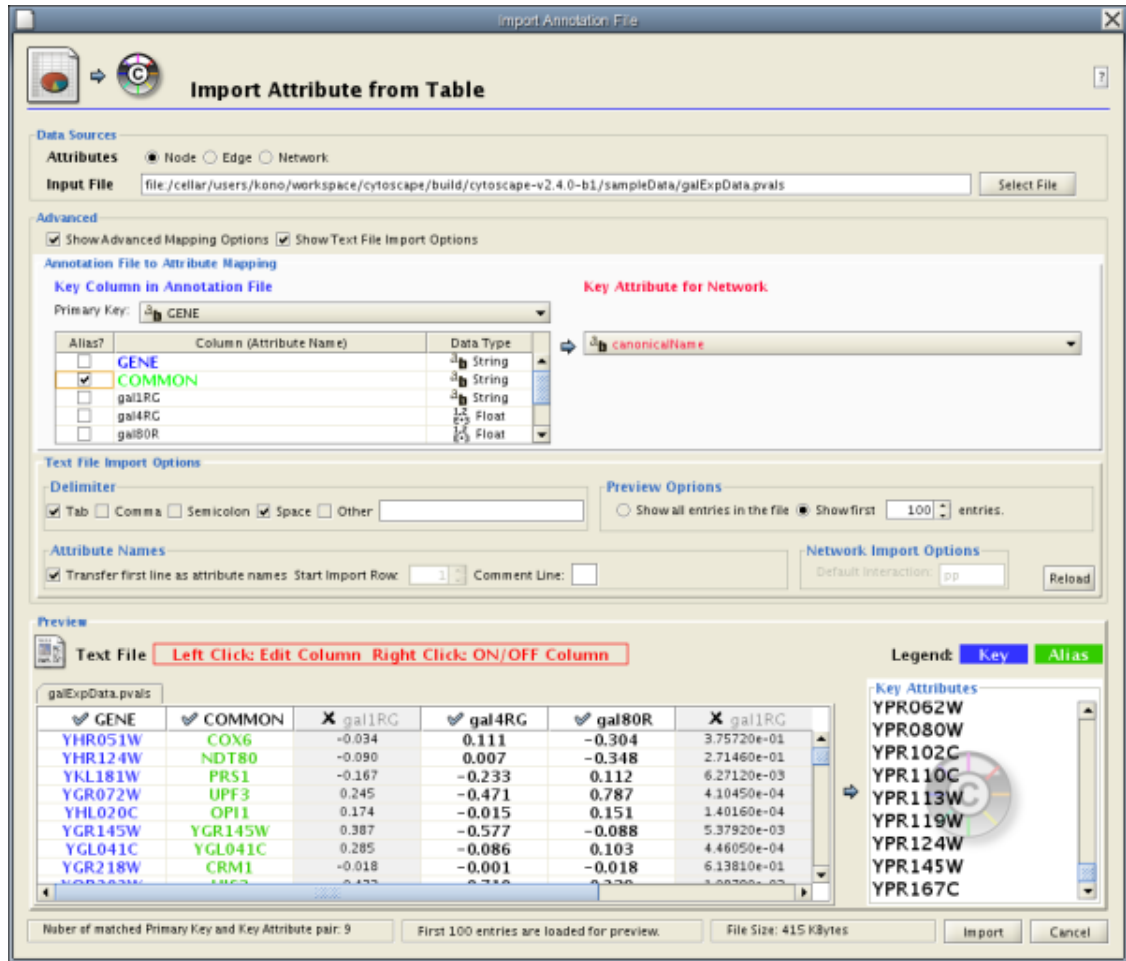 Import Annotation File
Import Attribute from Table
?
Data Sources
Attributes Node Edge Network
Input File file:/cellar/users/kono/workspace/cytoscape/build/cytoscape-v2.4.0-b1/sampleData/galExpData.pvals Select File
Advanced
Show Advanced Mapping Options Show Text File Import Options
Annotation File to Attribute Mapping
Key Column in Annotation File Key Attribute for Network
Primary Key: ab GENE
ab canonicalName
Alias? Column (Attribute Name) Data Type
GENE ab String
COMMON ab String
gal1RG ab String
gal4RG Float
gal80R Float
Text File Import Options
Delimiter Preview Options
Tab Comma Semicolon Space Other Show all entries in the file Show first 100 entries.
Attribute Names Network Import Options
Transfer first line as attribute names Start Import Row: 1 Comment Line: Default Interaction: pp Reload
Preview
Text File Left Click: Edit Column Right Click: ON/OFF Column Legend: Key Alias
galExpData.pvals Key Attributes
GENE COMMON gal1RG gal4RG gal80R gal1RG
YHR051W COX6 -0.034 0.111 -0.304 3.75720e-01
YHR124W NDT80 -0.090 0.007 -0.348 2.71460e-01
YKL181W PRS1 -0.167 -0.233 0.112 6.27120e-03
YGR072W UPF3 0.245 -0.471 0.787 4.10450e-04
YHL020C OPI1 0.174 -0.015 0.151 1.40160e-04
YGR145W YGR145W 0.387 -0.577 -0.088 5.37920e-03
YGL041C YGL041C 0.285 -0.086 0.103 4.46050e-04
YGR218W CRM1 -0.018 -0.001 -0.018 6.13810e-01
YPR062W
YPR080W
YPR102C
YPR110C
YPR113W
YPR119W
YPR124W
YPR145W
YPR167C
Nuber of matched Primary Key and Key Attribute pair: 9 First 100 entries are loaded for preview. File Size: 415 KBytes Import Cancel